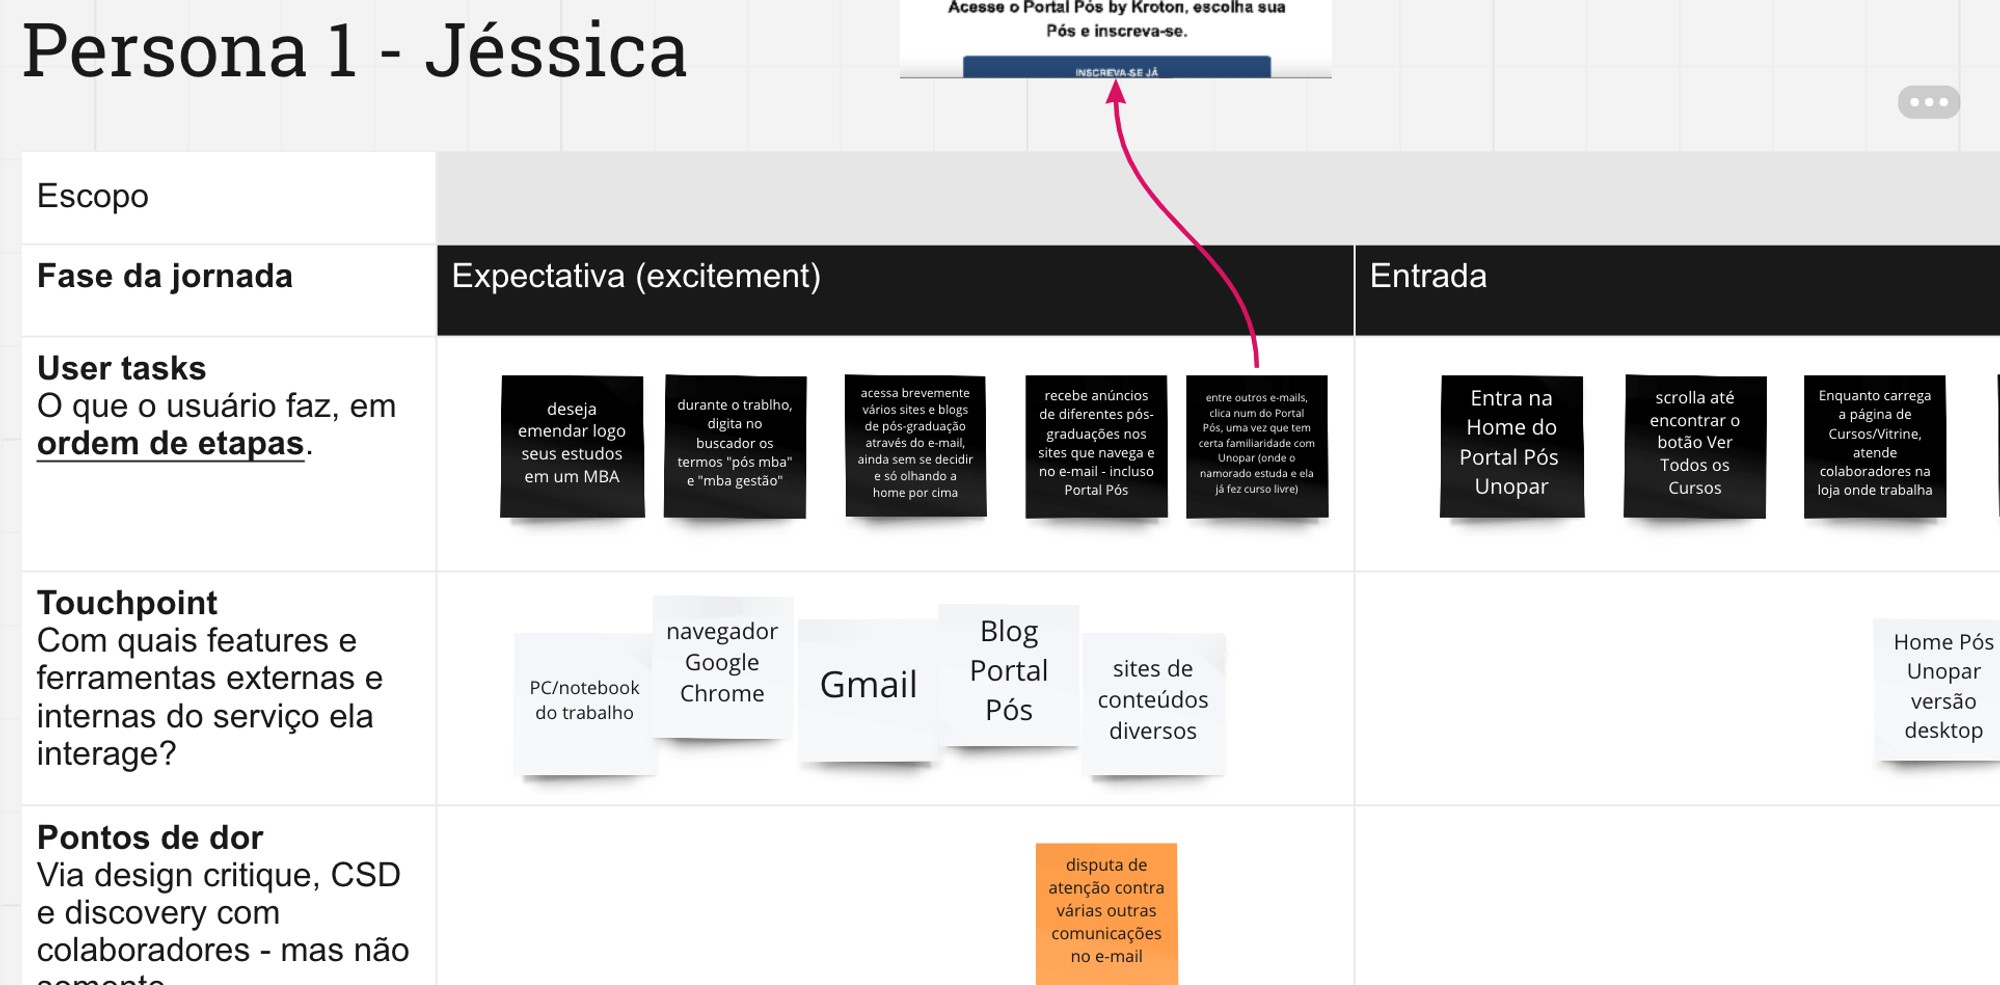 Acesse o Portal Pós by Kroton, escolha sua
Pós e inscreva-se.
INSCREVA-SE JÁ
Persona 1 - Jéssica
Escopo
Fase da jornada
Expectativa (excitement)
Entrada
User tasks
O que o usuário faz, em
ordem de etapas.
deseja
emendar logo
seus estudos
em um MBA
durante o trablho,
digita no
buscador os
termos "pós mba"
e "mba gestão"
acessa brevemente
vários sites e blogs
de pós-graduação
através do e-mail,
ainda sem se decidir
e só olhando a
home por cima
recebe anúncios
de diferentes pós-
graduações nos
sites que navega e
no e-mail - incluso
Portal Pós
entre outros e-mails,
clica num do Portal
Pós, uma vez que tem
certa familiaridade com
Unopar (onde o
namorado estuda e ela
já fez curso livre)
Entra na
Home do
Portal Pós
Unopar
scrolla até
encontrar o
botão Ver
Todos os
Cursos
Enquanto carrega
a página de
Cursos/Vitrine,
atende
colaboradores na
loja onde trabalha
Touchpoint
Com quais features e
ferramentas externas e
internas do serviço ela
interage?
PC/notebook
do trabalho
navegador
Google
Chrome
Gmail
Blog
Portal
Pós
sites de
conteúdos
diversos
Home Pós
Unopar
versão
desktop
Pontos de dor
Via design critique, CSD
e discovery com
colaboradores - mas não
somente
disputa de
atenção contra
várias outras
comunicações
no e-mail